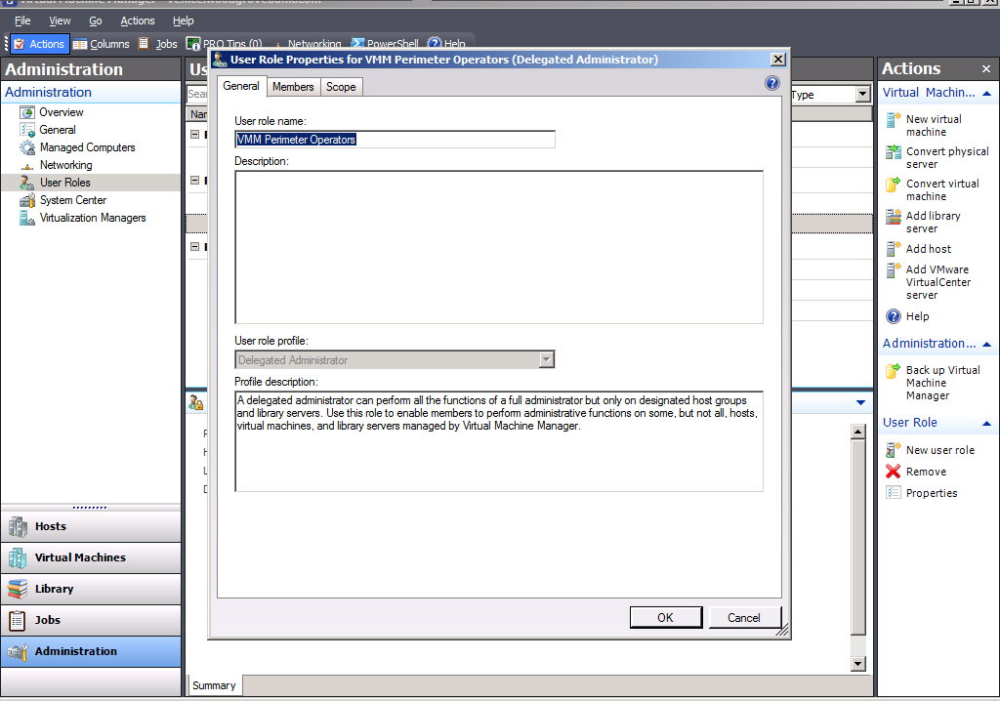 File View Go Actions Help
Actions Columns Jobs PRO Tips (0) Networking PowerShell Help
Administration
Administration
Overview
General
Managed Computers
Networking
User Roles
System Center
Virtualization Managers
Hosts
Virtual Machines
Library
Jobs
Administration
User Role Properties for VMM Perimeter Operators (Delegated Administrator)
General Members Scope
User role name:
VMM Perimeter Operators
Description:
User role profile:
Delegated Administrator
Profile description:
A delegated administrator can perform all the functions of a full administrator but only on designated host groups
and library servers. Use this role to enable members to perform administrative functions on some, but not all, hosts,
virtual machines, and library servers managed by Virtual Machine Manager.
OK Cancel
Type
Summary
Actions
Virtual Machin...
New virtual
machine
Convert physical
server
Convert virtual
machine
Add library
server
Add host
Add VMware
VirtualCenter
server
Help
Administration...
Back up Virtual
Machine
Manager
User Role
New user role
Remove
Properties